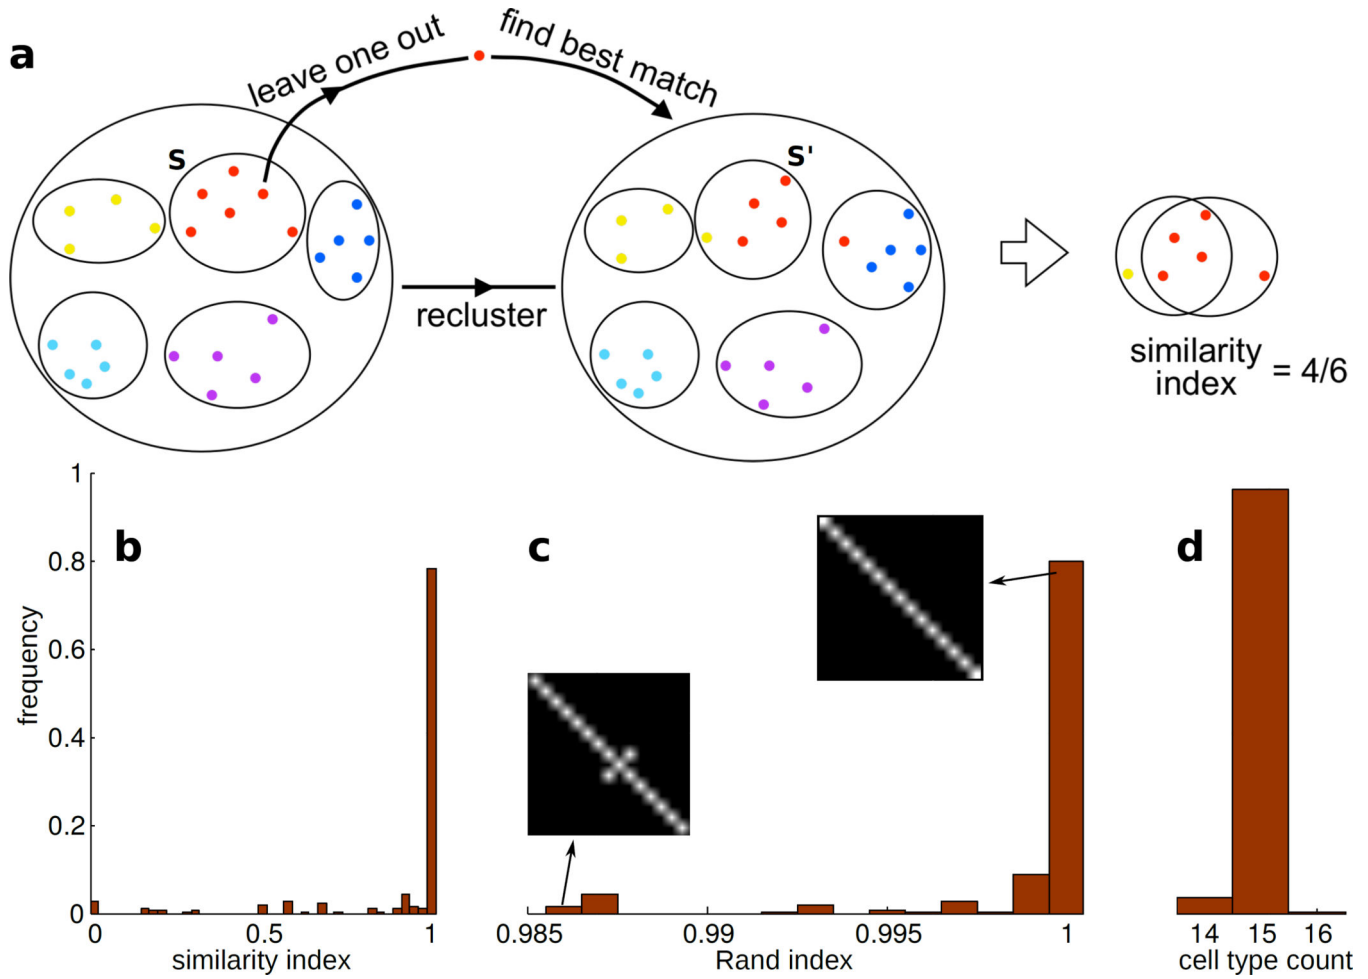 a
leave one out
find best match
S
S'
recluster
similarity
index
= 4/6
b
c
d
1
0.8
0.6
0.4
0.2
0
frequency
0
0.5
1
similarity index
0.985
0.99
0.995
1
Rand index
14
15
16
cell type count